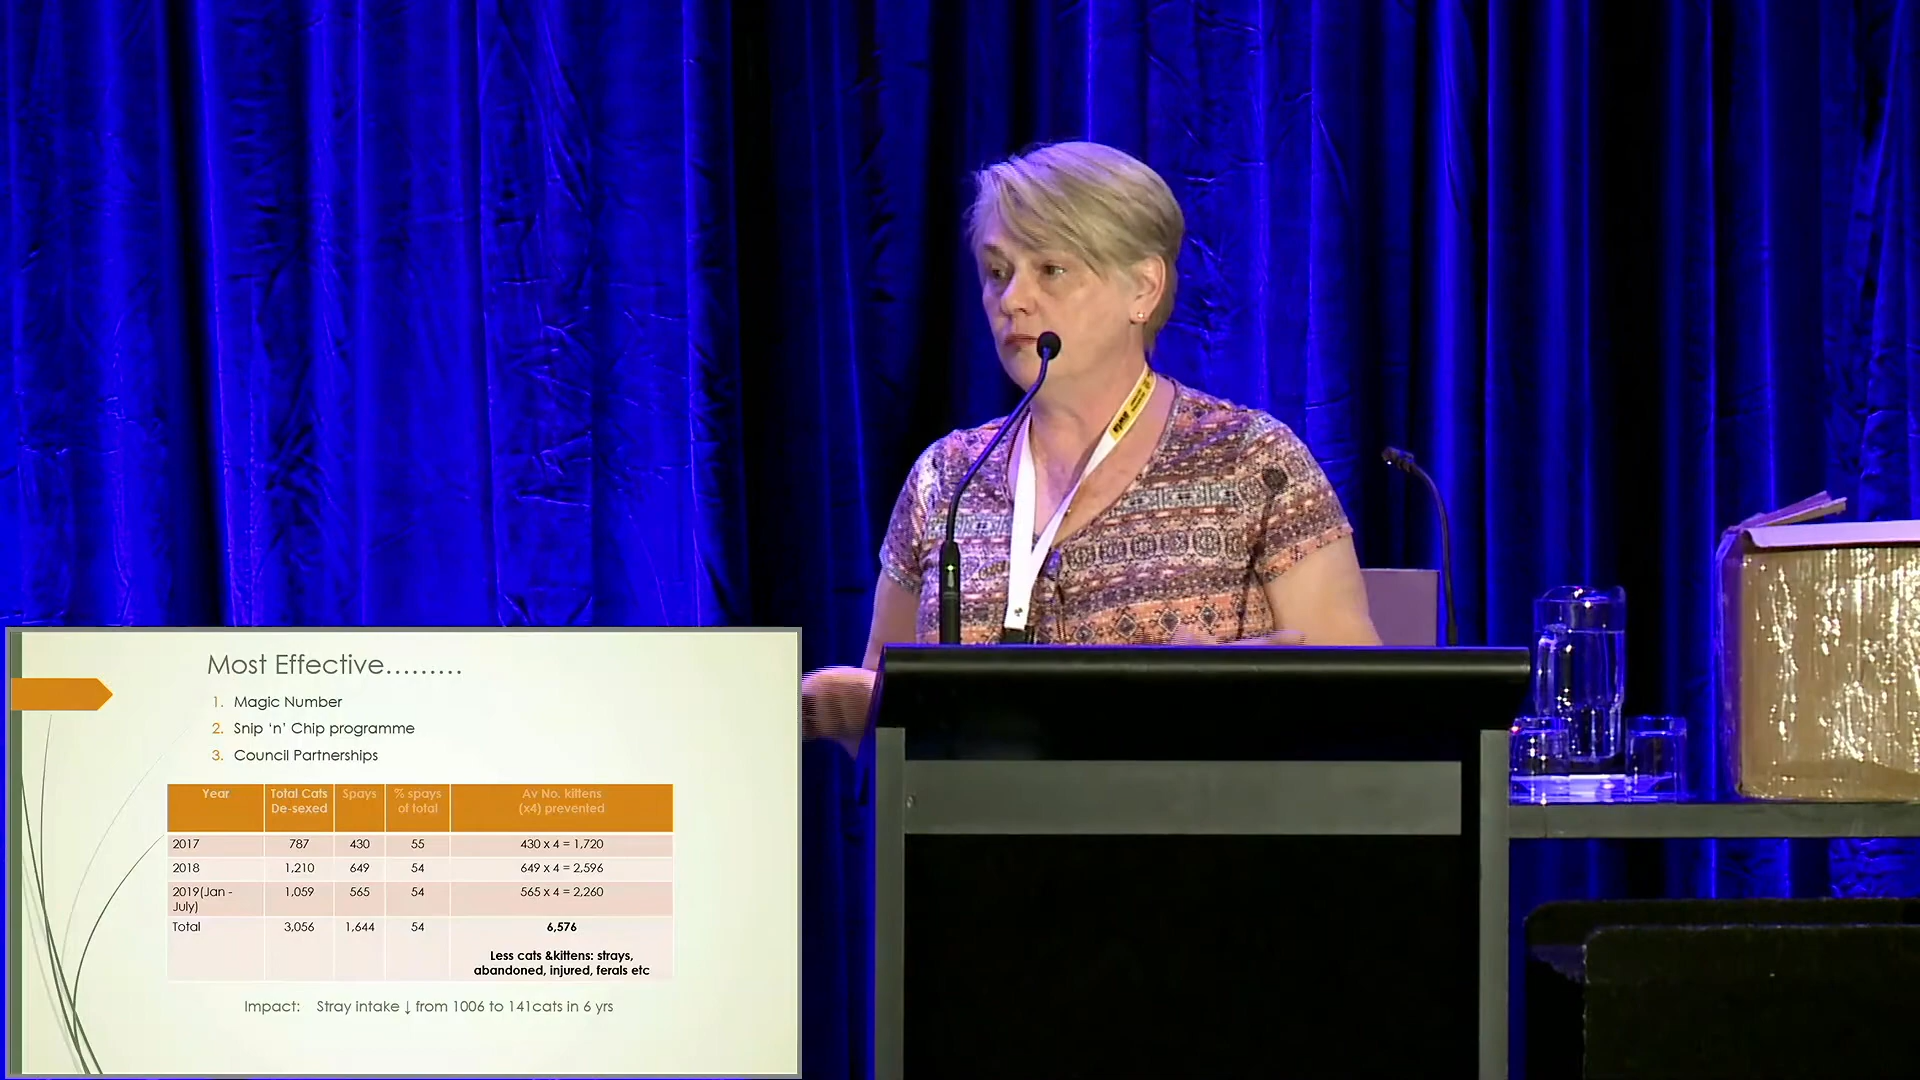 Most Effective.........
1. Magic Number
2. Snip ‘n’ Chip programme
3. Council Partnerships
Year Total Cats De-sexed Spays % spays of total Av No. kittens (x4) prevented
2017 787 430 55 430 x 4 = 1,720
2018 1,210 649 54 649 x 4 = 2,596
2019(Jan - July) 1,059 565 54 565 x 4 = 2,260
Total 3,056 1,644 54 6,576
Less cats &kittens: strays,
abandoned, injured, ferals etc
Impact: Stray intake ↓ from 1006 to 141cats in 6 yrs